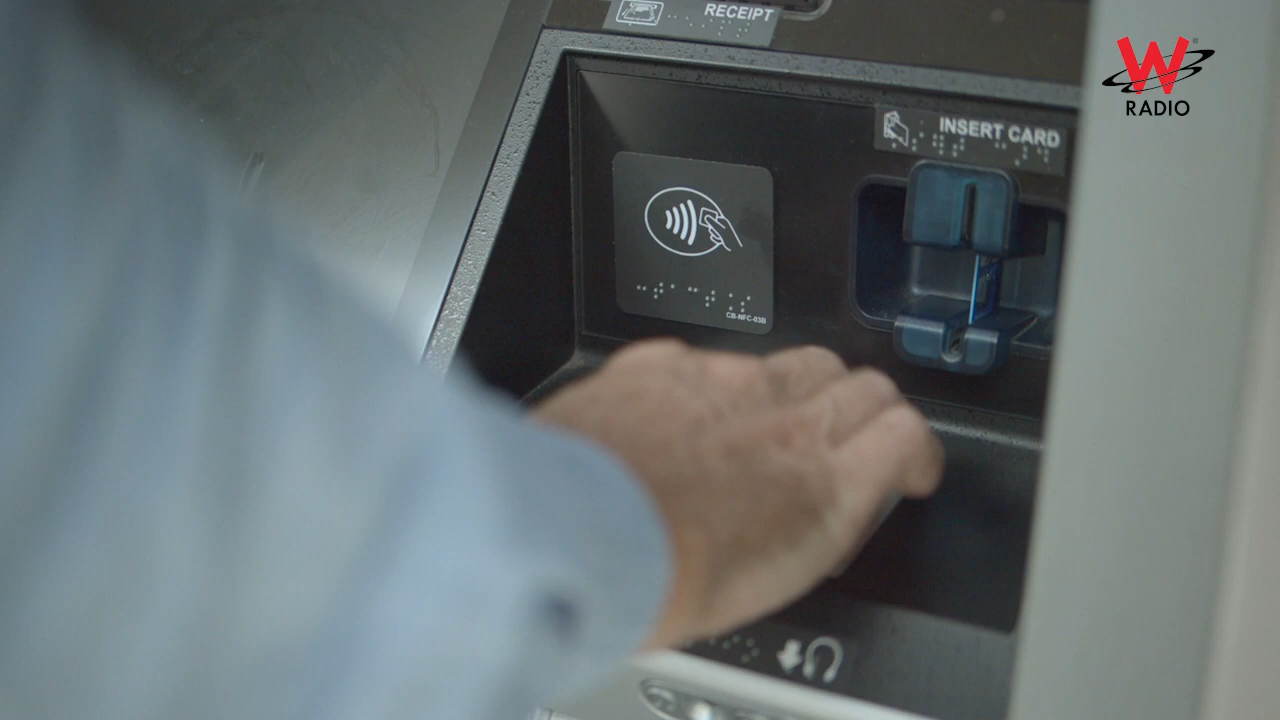 RECEIPT
W
RADIO
INSERT CARD
CB-NFC-03B